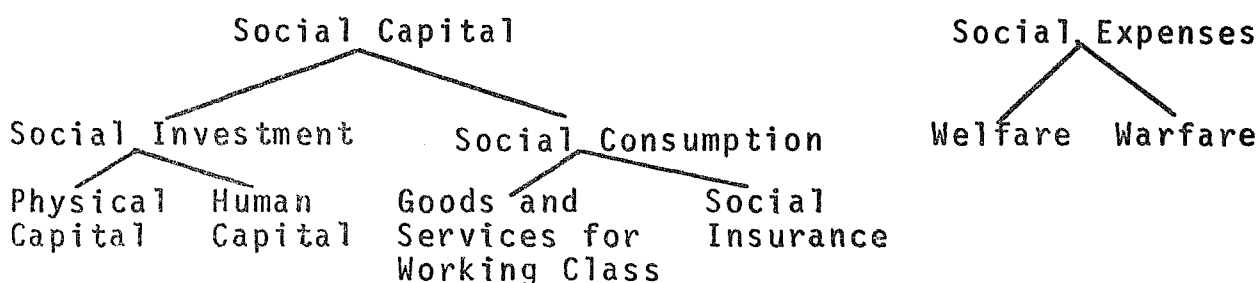 Social Capital
Social Expenses
Social Investment
Social Consumption
Welfare Warfare
Physical Capital
Human Capital
Goods and Services for Working Class
Social Insurance